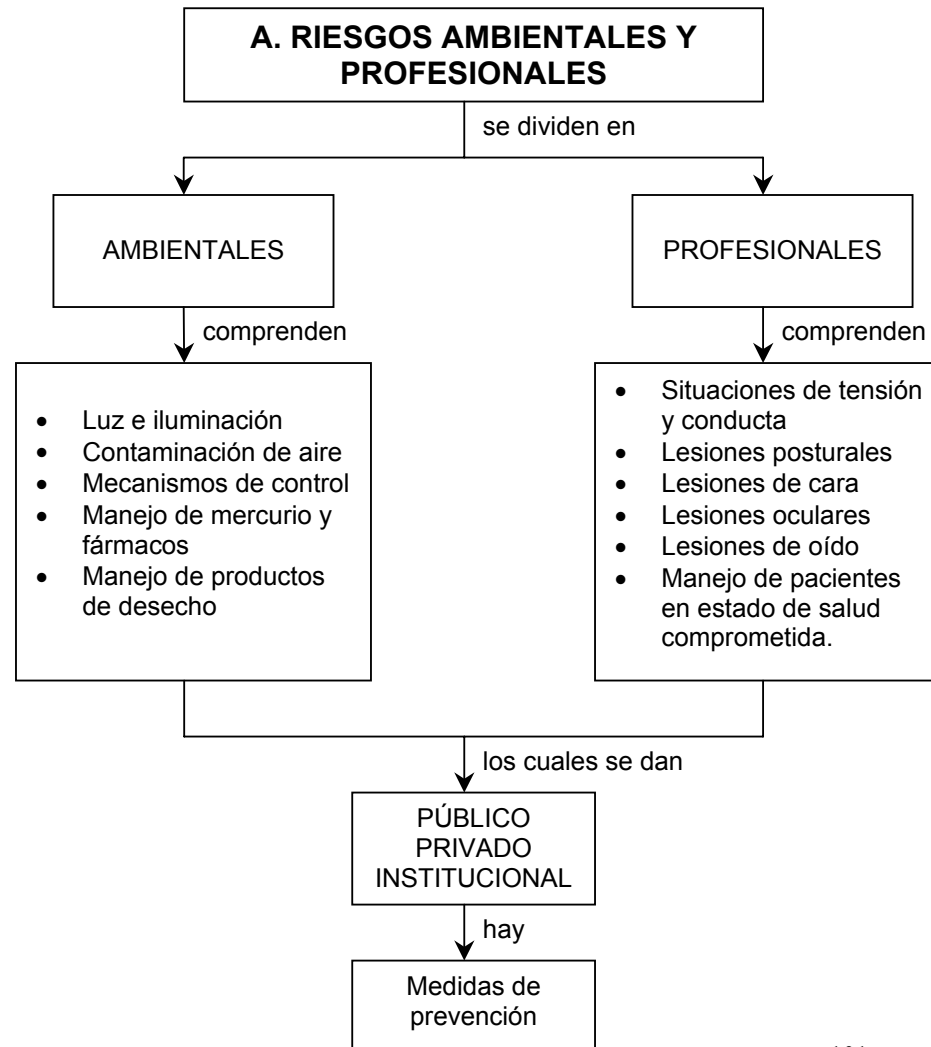 A. RIESGOS AMBIENTALES Y
PROFESIONALES
se dividen en
AMBIENTALES
PROFESIONALES
comprenden
comprenden
• Luz e iluminación
• Contaminación de aire
• Mecanismos de control
• Manejo de mercurio y
fármacos
• Manejo de productos
de desecho
• Situaciones de tensión
y conducta
• Lesiones posturales
• Lesiones de cara
• Lesiones oculares
• Lesiones de oído
• Manejo de pacientes
en estado de salud
comprometida.
los cuales se dan
PÚBLICO
PRIVADO
INSTITUCIONAL
hay
Medidas de
prevención